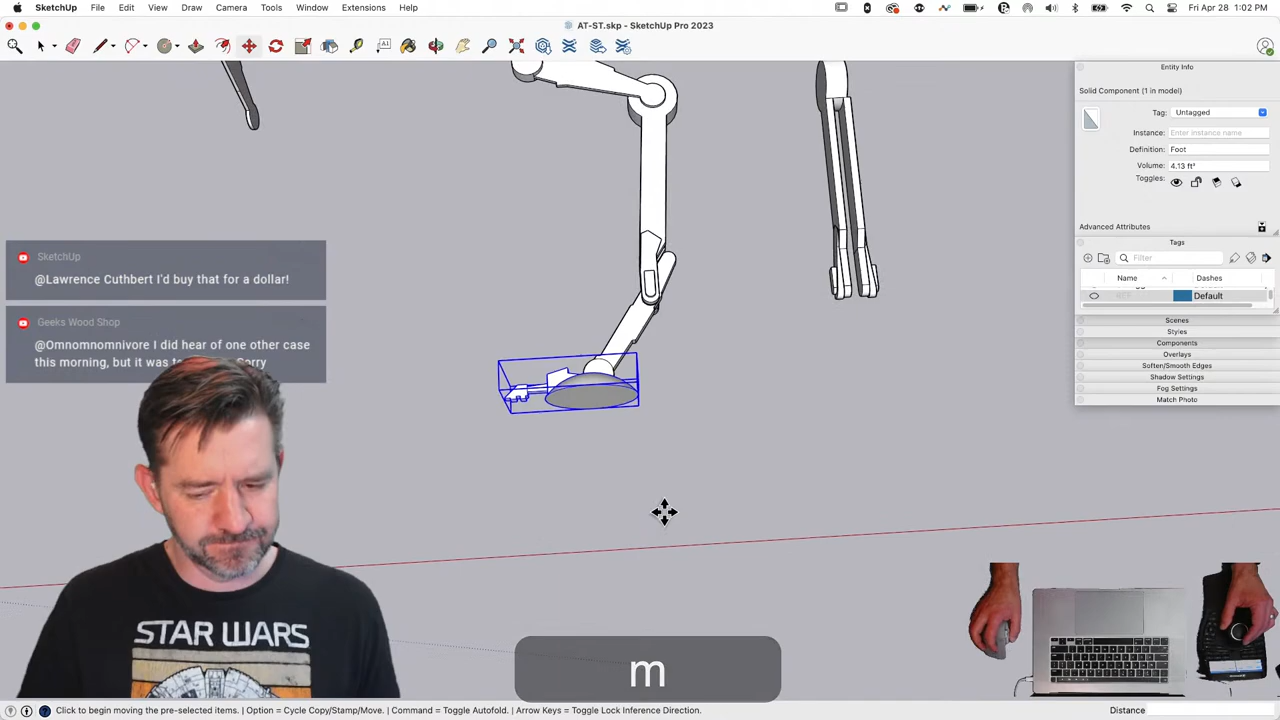 SketchUp File Edit View Draw Camera Tools Window Extensions Help
Fri Apr 28 1:02 PM
AT-ST.skp - SketchUp Pro 2023
Entity Info
Solid Component (1 in model)
Tag: Untagged
Instance: Enter instance name
Definition: Foot
Volume: 4.13 ft³
Toggles:
Advanced Attributes
Tags
Filter
Name Dashes
Default
Scenes
Styles
Components
Overlays
Soften/Smooth Edges
Shadow Settings
Fog Settings
Match Photo
SketchUp
@Lawrence Cuthbert I'd buy that for a dollar!
Geeks Wood Shop
@Omnomnomnivore I did hear of one other case
this morning, but it was
STAR WARS
m
Click to begin moving the pre-selected items. | Option = Cycle Copy/Stamp/Move. | Command = Toggle Autofold. | Arrow Keys = Toggle Lock Inference Direction.
Distance